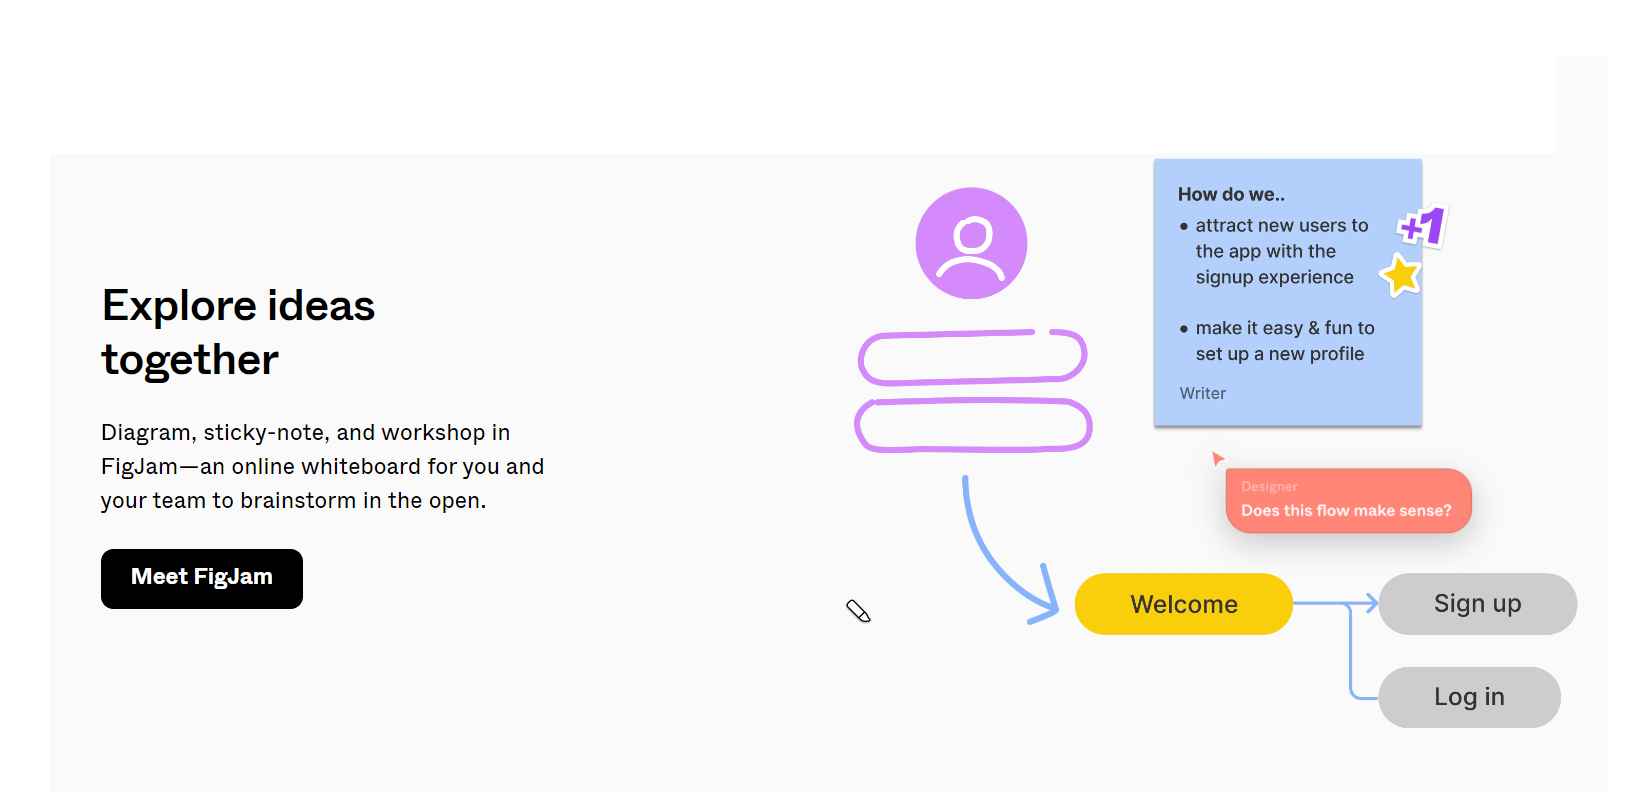 Explore ideas
together
Diagram, sticky-note, and workshop in
FigJam—an online whiteboard for you and
your team to brainstorm in the open.
Meet FigJam
How do we..
• attract new users to
the app with the
signup experience
• make it easy & fun to
set up a new profile
Writer
+1
Designer
Does this flow make sense?
Welcome
Sign up
Log in